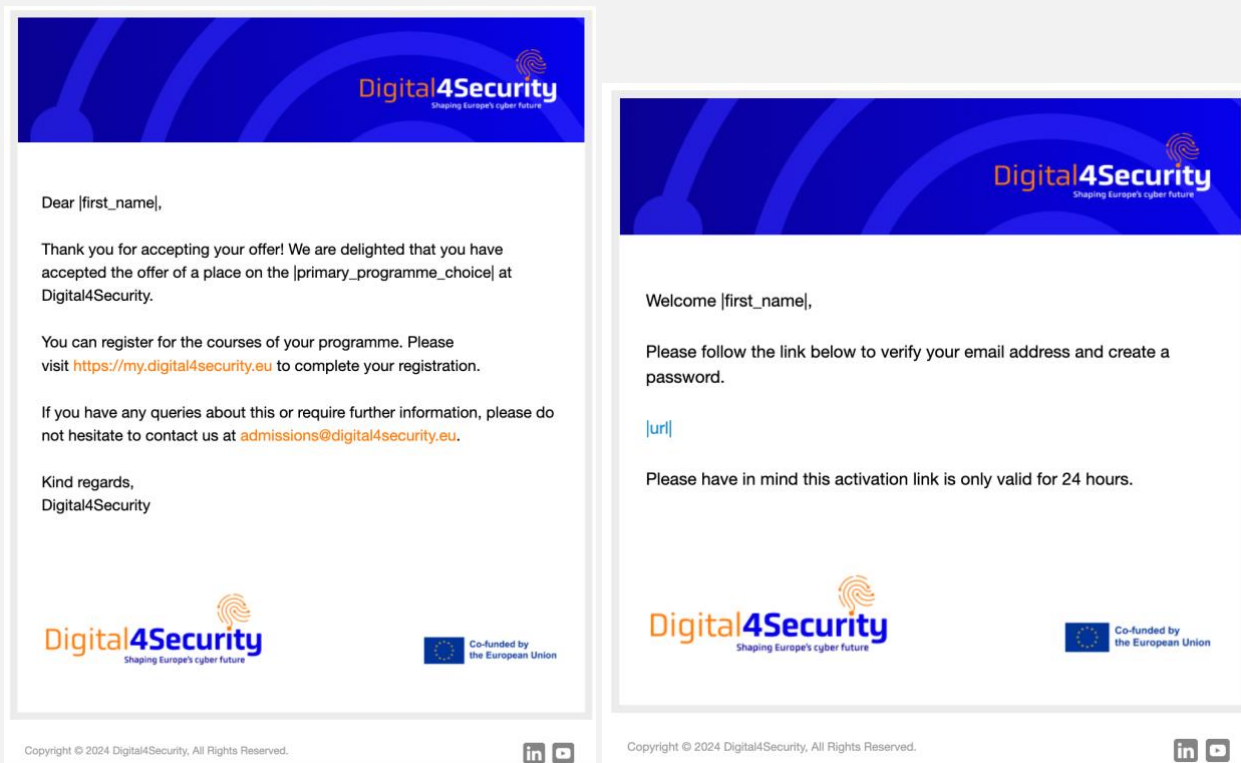 Digital4Security
Shaping Europe's cyber future
Dear |first_name|,
Thank you for accepting your offer! We are delighted that you have
accepted the offer of a place on the |primary_programme_choice| at
Digital4Security.
You can register for the courses of your programme. Please
visit https://my.digital4security.eu to complete your registration.
If you have any queries about this or require further information, please do
not hesitate to contact us at admissions@digital4security.eu.
Kind regards,
Digital4Security
Digital4Security
Shaping Europe's cyber future
Co-funded by
the European Union
Copyright © 2024 Digital4Security, All Rights Reserved.
in
Digital4Security
Shaping Europe's cyber future
Welcome |first_name|,
Please follow the link below to verify your email address and create a
password.
|url|
Please have in mind this activation link is only valid for 24 hours.
Digital4Security
Shaping Europe's cyber future
Co-funded by
the European Union
Copyright © 2024 Digital4Security, All Rights Reserved.
in